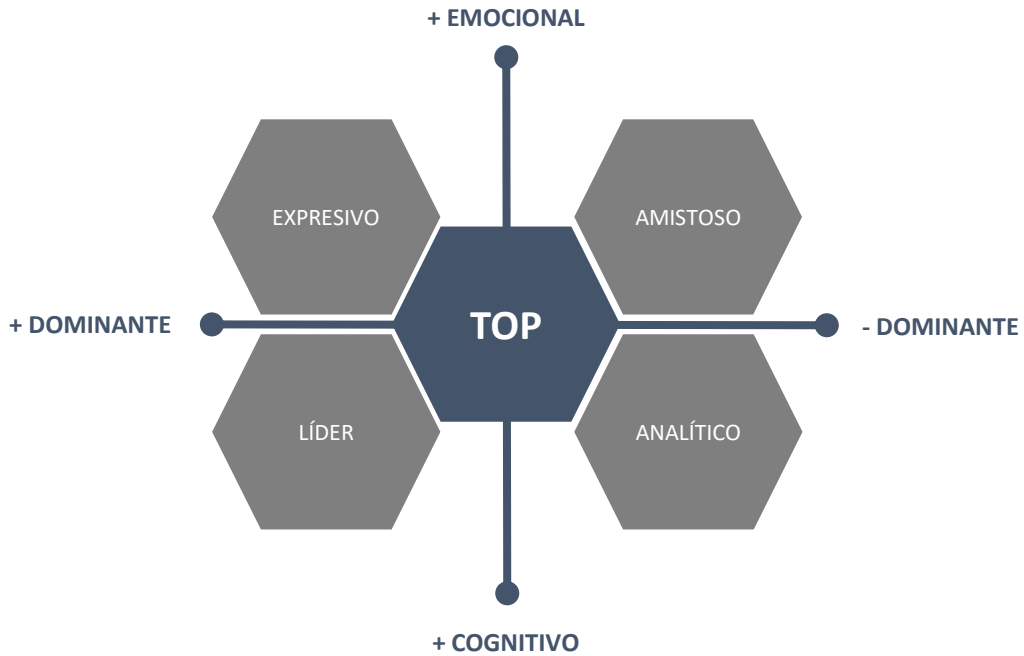 + EMOCIONAL
EXPRESIVO
AMISTOSO
+ DOMINANTE
TOP
- DOMINANTE
LÍDER
ANALÍTICO
+ COGNITIVO